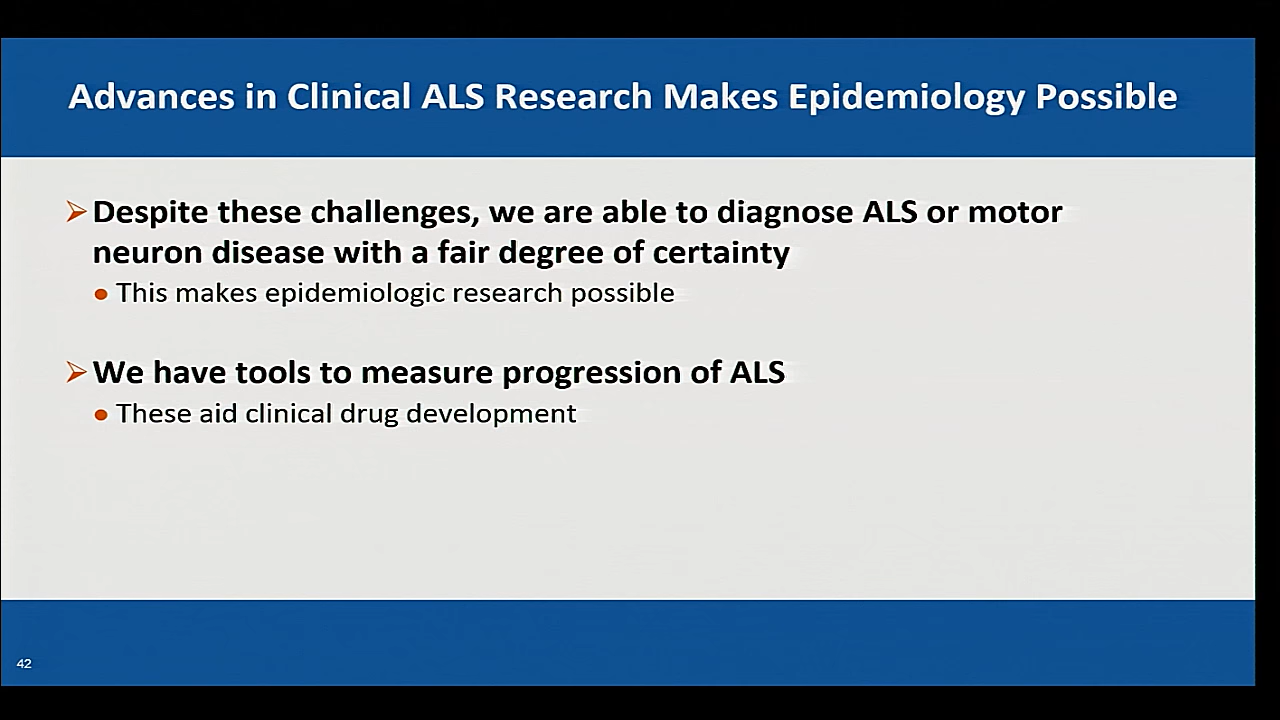 Advances in Clinical ALS Research Makes Epidemiology Possible
Despite these challenges, we are able to diagnose ALS or motor
neuron disease with a fair degree of certainty
This makes epidemiologic research possible
We have tools to measure progression of ALS
These aid clinical drug development
42